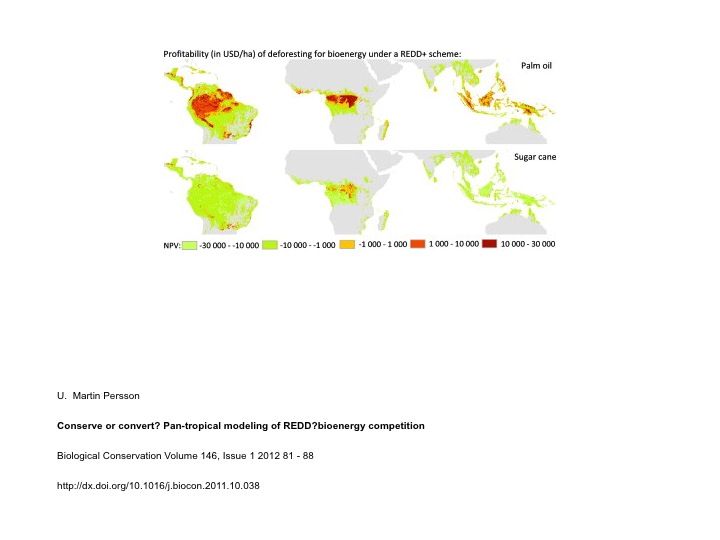 Profitability (in USD/ha) of deforesting for bioenergy under a REDD+ scheme:
Palm oil
Sugar cane
NPV: -30 000 - -10 000 -10 000 - -1 000 -1 000 - 1 000 1 000 - 10 000 10 000 - 30 000
U. Martin Persson
Conserve or convert? Pan-tropical modeling of REDD?bioenergy competition
Biological Conservation Volume 146, Issue 1 2012 81 - 88
http://dx.doi.org/10.1016/j.biocon.2011.10.038